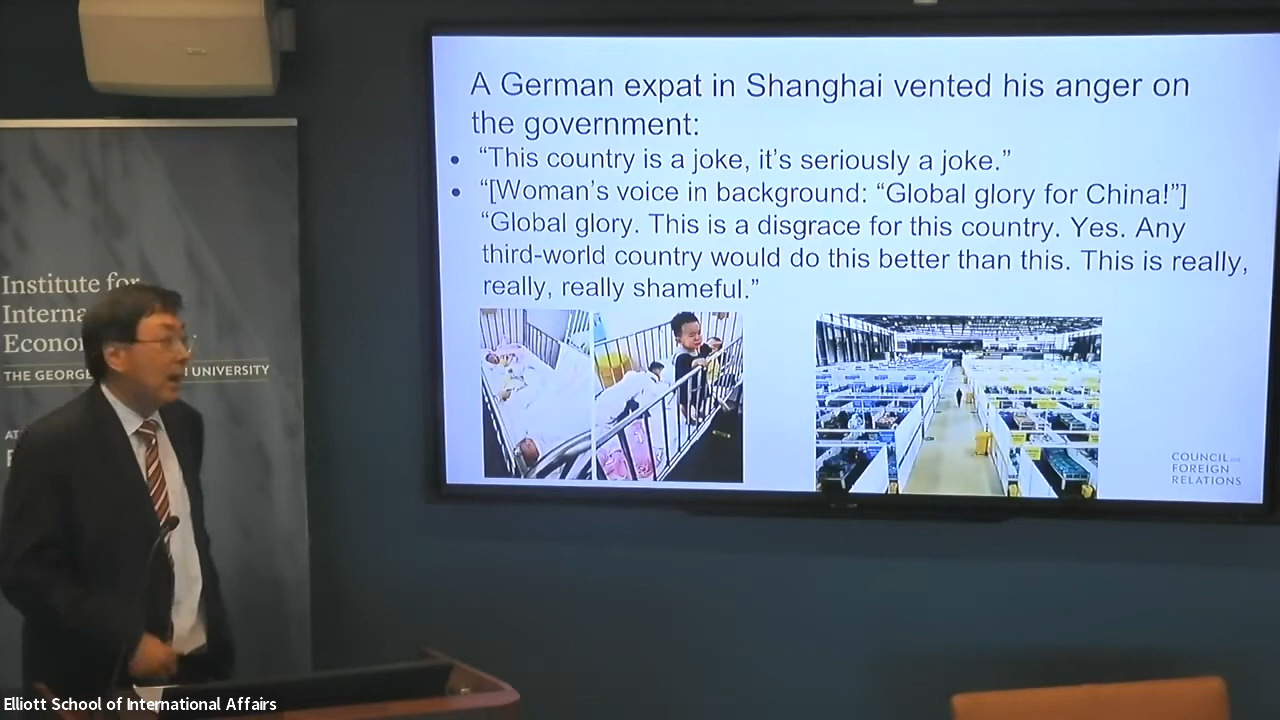 A German expat in Shanghai vented his anger on
the government:
• “This country is a joke, it’s seriously a joke.”
• “[Woman’s voice in background: “Global glory for China!”]
“Global glory. This is a disgrace for this country. Yes. Any
third-world country would do this better than this. This is really,
really, really shameful.”
COUNCIL on
FOREIGN
RELATIONS
Institute for
Interna
Econo
THE GEORGE
UNIVERSITY
AT
Elliott School of International Affairs